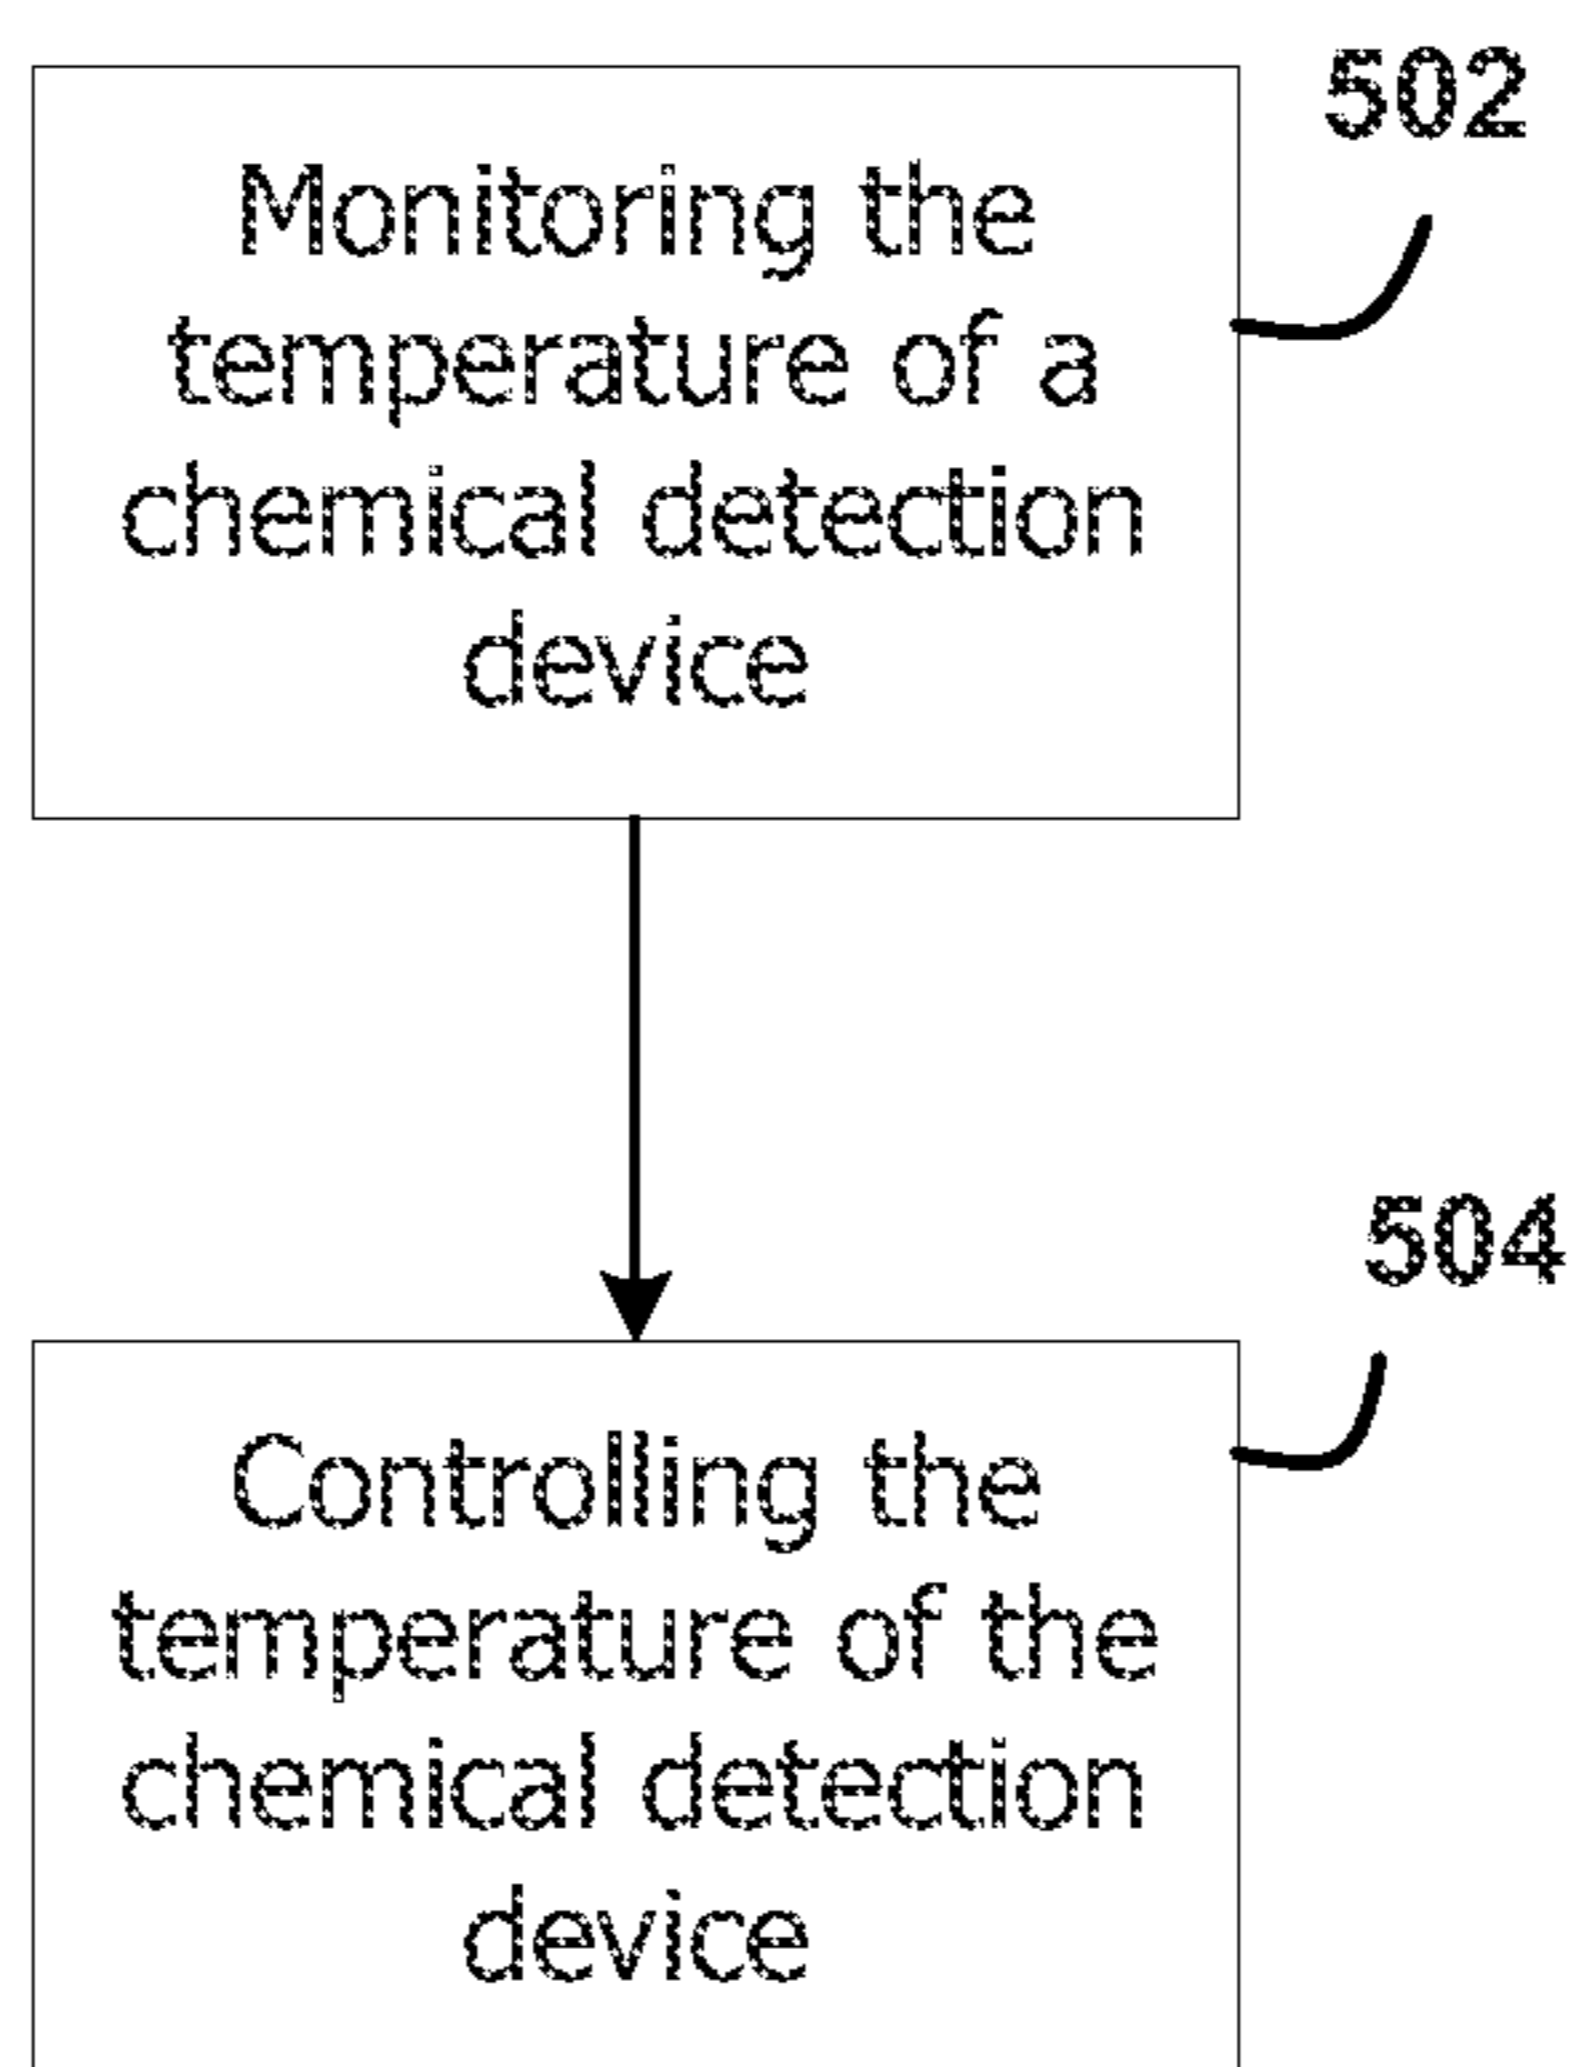 502
Monitoring the
temperature of a
chemical detection
device
504
Controlling the
temperature of the
chemical detection
device